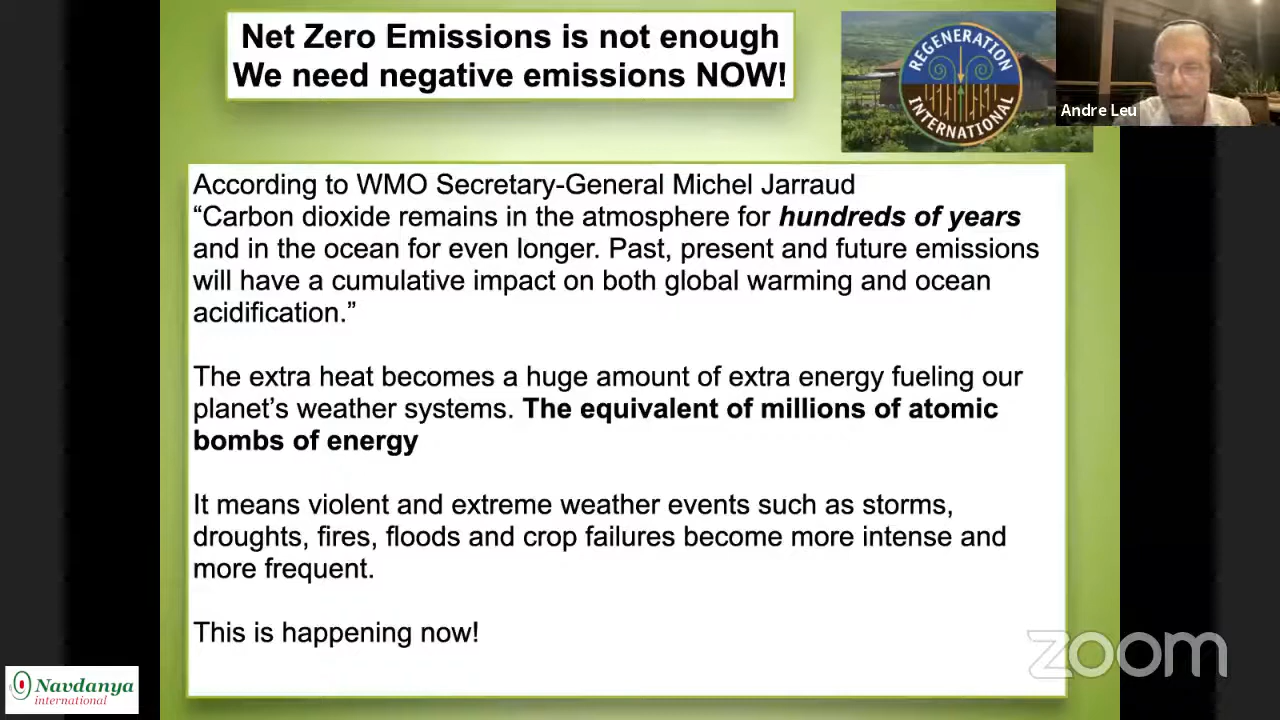 Net Zero Emissions is not enough
We need negative emissions NOW!
REGENERATION
INTERNATIONAL
Andre Leu
According to WMO Secretary-General Michel Jarraud
“Carbon dioxide remains in the atmosphere for hundreds of years
and in the ocean for even longer. Past, present and future emissions
will have a cumulative impact on both global warming and ocean
acidification.”
The extra heat becomes a huge amount of extra energy fueling our
planet’s weather systems. The equivalent of millions of atomic
bombs of energy
It means violent and extreme weather events such as storms,
droughts, fires, floods and crop failures become more intense and
more frequent.
This is happening now!
zoom
Navdanya
international